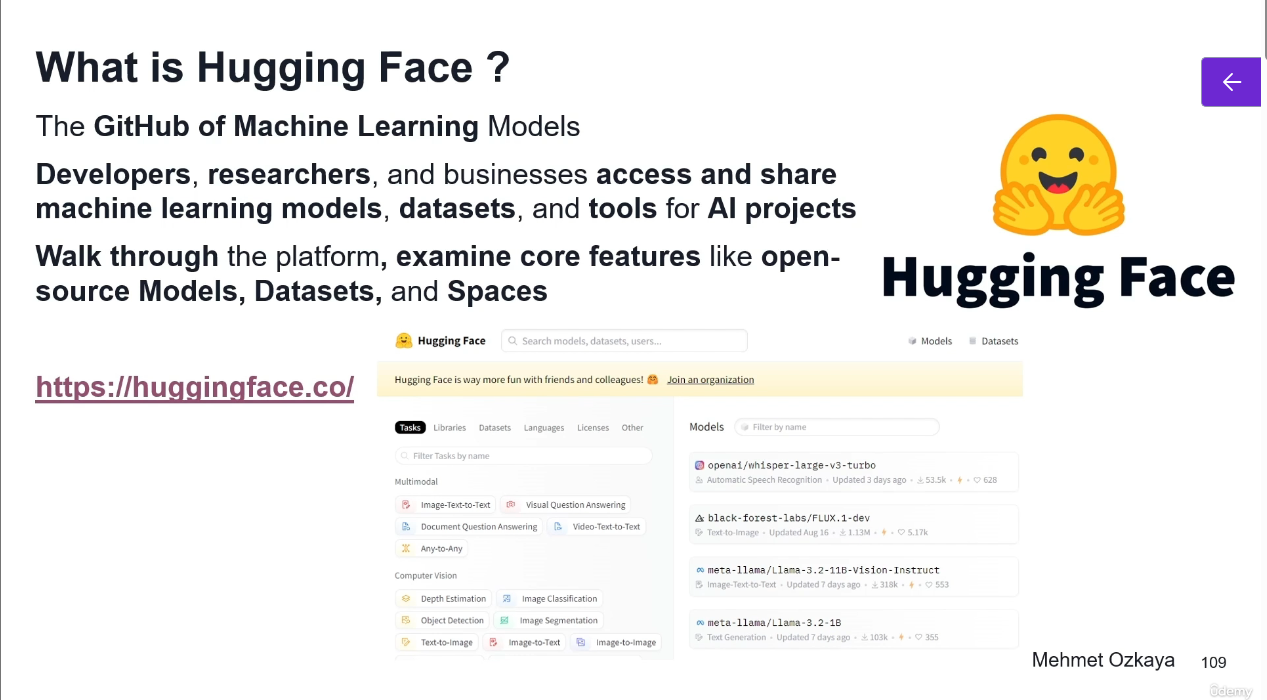 What is Hugging Face ?
The GitHub of Machine Learning Models
Developers, researchers, and businesses access and share
machine learning models, datasets, and tools for AI projects
Walk through the platform, examine core features like open-
source Models, Datasets, and Spaces
Hugging Face
https://huggingface.co/
Hugging Face
Search models, datasets, users...
Models
Datasets
Hugging Face is way more fun with friends and colleagues! 🤗 Join an organization
Tasks Libraries Datasets Languages Licenses Other
Filter Tasks by name
Multimodal
Image-Text-to-Text Visual Question Answering
Document Question Answering Video-Text-to-Text
Any-to-Any
Computer Vision
Depth Estimation Image Classification
Object Detection Image Segmentation
Text-to-Image Image-to-Text Image-to-Image
Models Filter by name
openai/whisper-large-v3-turbo
Automatic Speech Recognition • Updated 3 days ago • 53.5k • 628
black-forest-labs/FLUX.1-dev
Text-to-Image • Updated Aug 16 • 1.13M • 5.17k
meta-llama/Llama-3.2-11B-Vision-Instruct
Image-Text-to-Text • Updated 7 days ago • 318k • 553
meta-llama/Llama-3.2-1B
Text Generation • Updated 7 days ago • 103k • 355
Mehmet Ozkaya 109
ûdemy